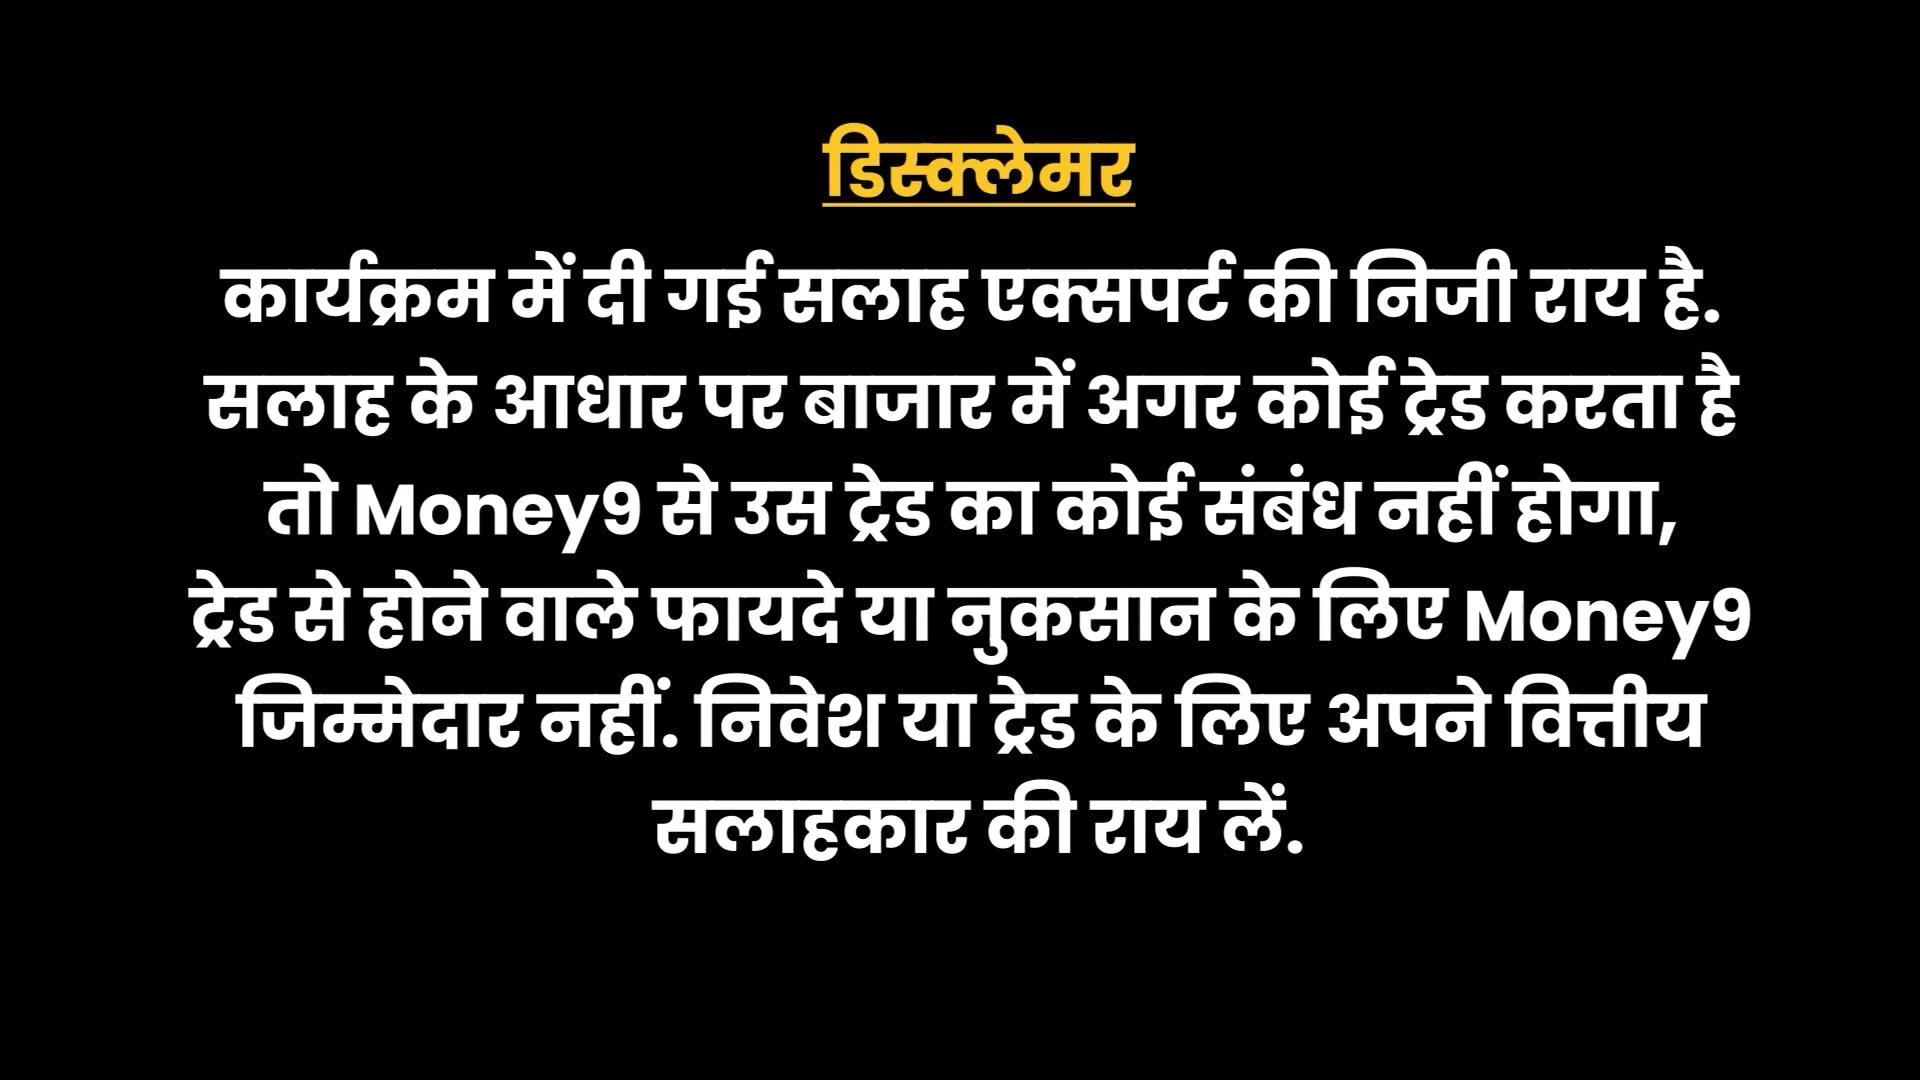 डिस्क्लेमर
कार्यक्रम में दी गई सलाह एक्सपर्ट की निजी राय है.
सलाह के आधार पर बाजार में अगर कोई ट्रेड करता है
तो Money9 से उस ट्रेड का कोई संबंध नहीं होगा,
ट्रेड से होने वाले फायदे या नुकसान के लिए Money9
जिम्मेदार नहीं. निवेश या ट्रेड के लिए अपने वित्तीय
सलाहकार की राय लें.